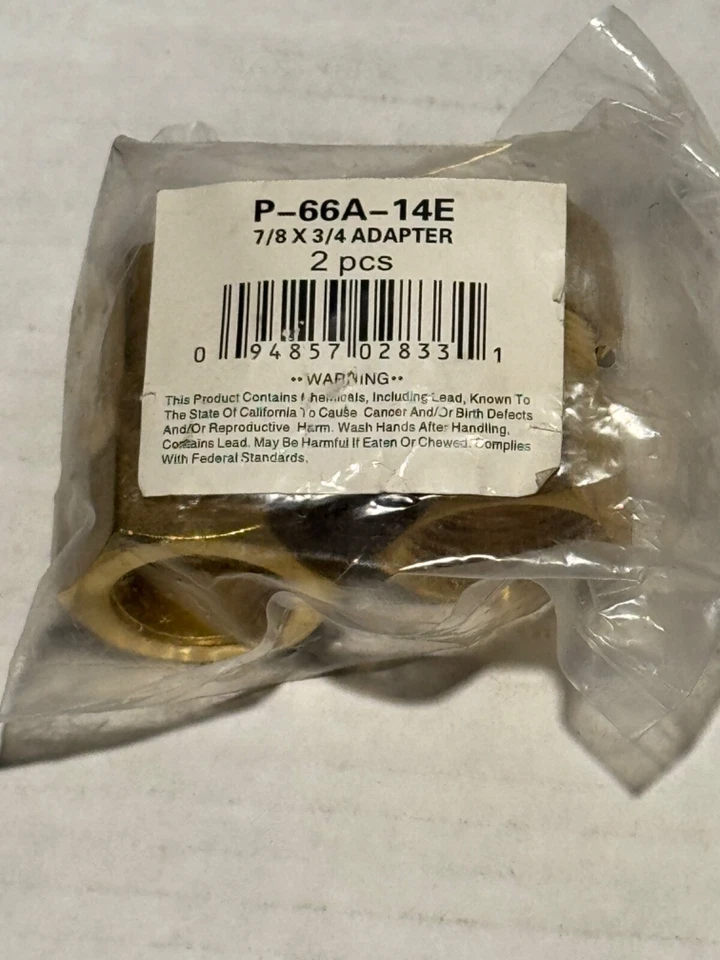 P-66A-14E
7/8 X 3/4 ADAPTER
2 pcs
0 94857 02833 1
•• WARNING ••
This Product Contains Chemicals, Including Lead, Known To
The State Of California To Cause Cancer And/Or Birth Defects
And/Or Reproductive Harm. Wash Hands After Handling.
Contains Lead. May Be Harmful If Eaten Or Chewed. Complies
With Federal Standards.